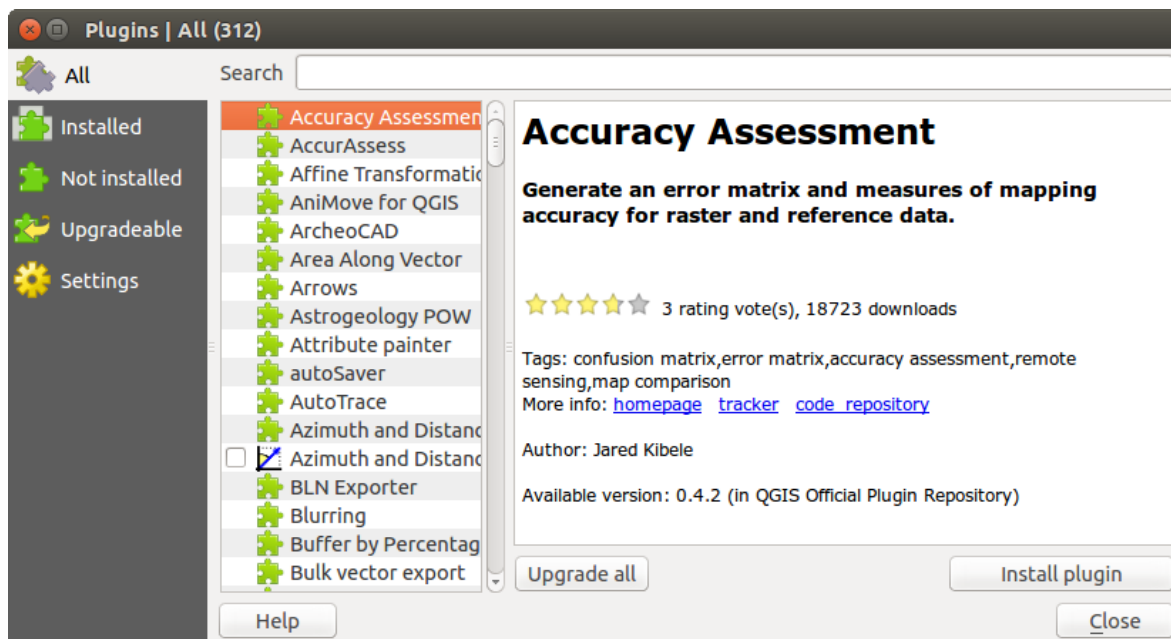 Plugins | All (312)
All
Search
Installed
Not installed
Upgradeable
Settings
Accuracy Assessmen
AccurAssess
Affine Transformatic
AniMove for QGIS
ArcheoCAD
Area Along Vector
Arrows
Astrogeology POW
Attribute painter
autoSaver
AutoTrace
Azimuth and Distanc
Azimuth and Distanc
BLN Exporter
Blurring
Buffer by Percentag
Bulk vector export
Accuracy Assessment
Generate an error matrix and measures of mapping
accuracy for raster and reference data.
3 rating vote(s), 18723 downloads
Tags: confusion matrix,error matrix,accuracy assessment,remote
sensing,map comparison
More info: homepage tracker code_repository
Author: Jared Kibele
Available version: 0.4.2 (in QGIS Official Plugin Repository)
Upgrade all
Install plugin
Help
Close